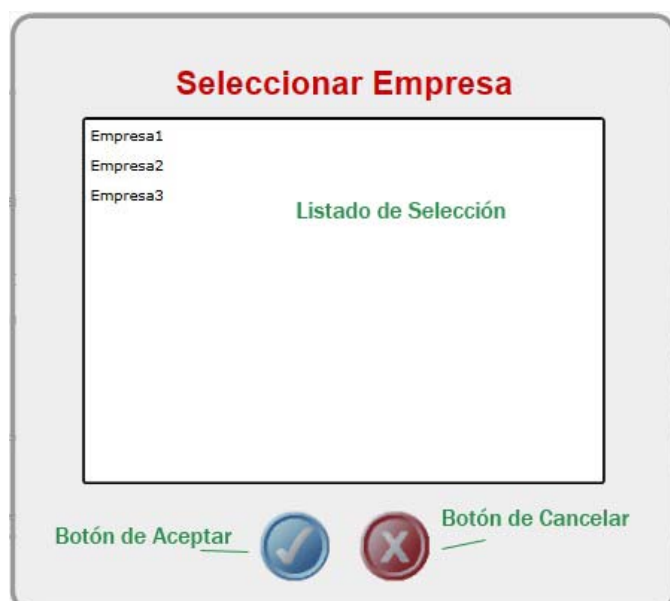 Seleccionar Empresa
Empresa1
Empresa2
Empresa3
Listado de Selección
Botón de Aceptar
Botón de Cancelar